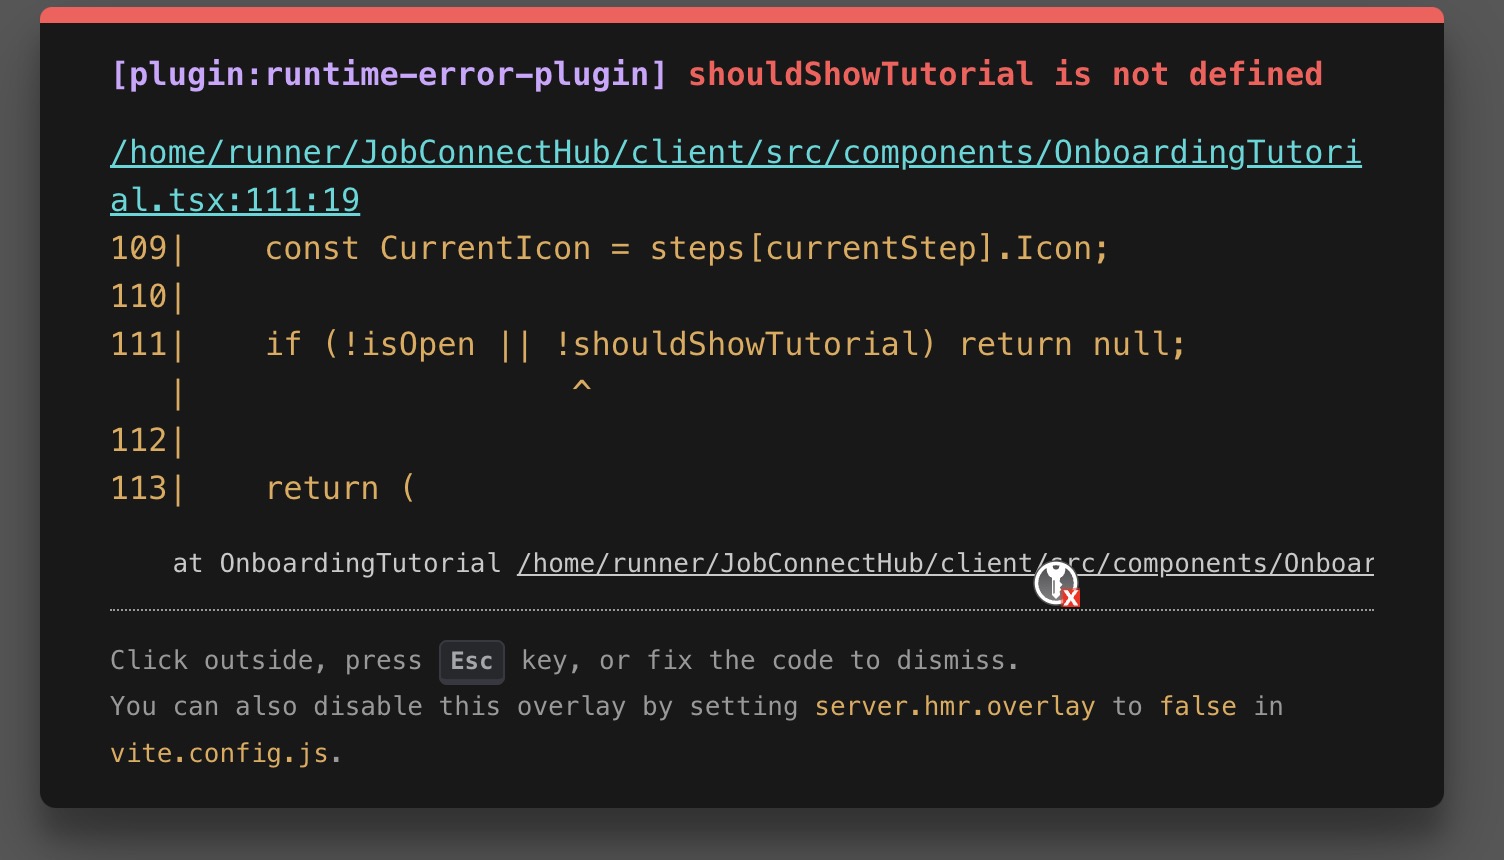 [plugin:runtime-error-plugin] shouldShowTutorial is not defined
/home/runner/JobConnectHub/client/src/components/OnboardingTutori
al.tsx:111:19
109|    const CurrentIcon = steps[currentStep].Icon;
110|
111|    if (!isOpen || !shouldShowTutorial) return null;
   |                    ^
112|
113|    return (
    at OnboardingTutorial /home/runner/JobConnectHub/client/src/components/Onboar
X
Click outside, press Esc key, or fix the code to dismiss.
You can also disable this overlay by setting server.hmr.overlay to false in
vite.config.js.